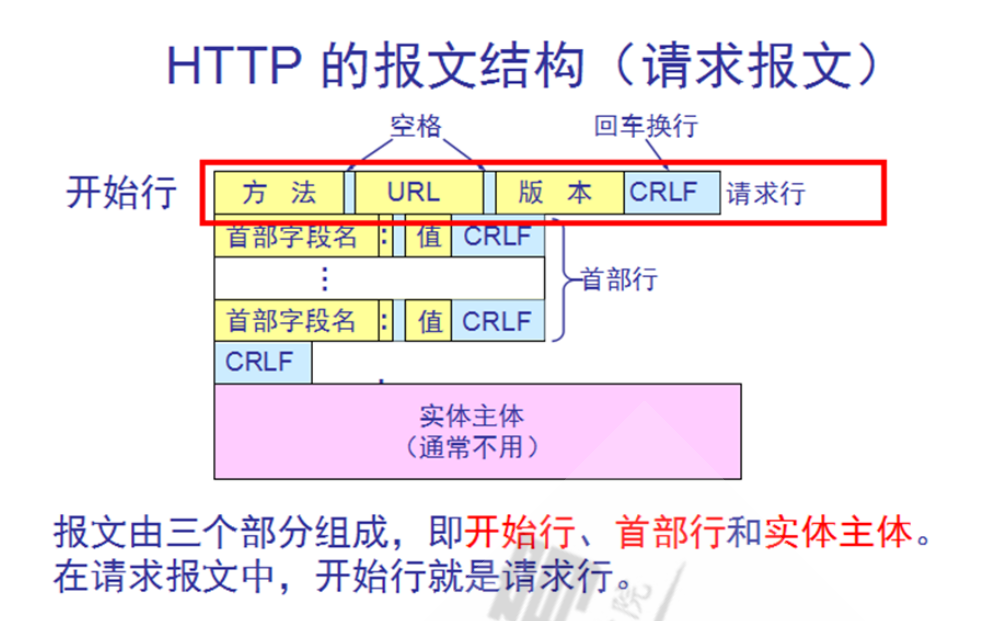 HTTP 的报文结构（请求报文）
空格
回车换行
开始行
方 法
URL
版 本
CRLF
请求行
首部字段名
:
值
CRLF
⋮
首部行
首部字段名
:
值
CRLF
CRLF
实体主体
（通常不用）
报文由三个部分组成，即开始行、首部行和实体主体。
在请求报文中，开始行就是请求行。
院